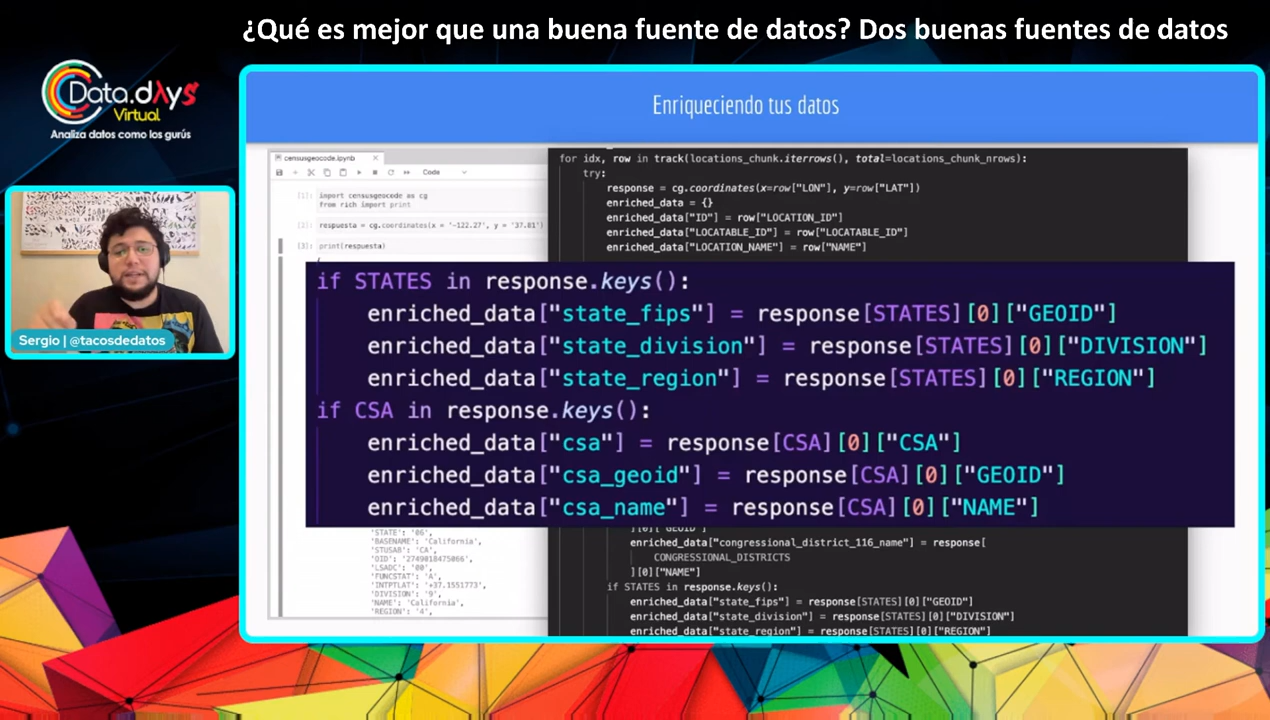 ¿Qué es mejor que una buena fuente de datos? Dos buenas fuentes de datos
Data.dAys
Virtual
Analiza datos como los gurús
Sergio | @tacosdedatos
Enriqueciendo tus datos
censusgeocode.ipynb
Code
[1]: import censusgeocode as cg
from rich import print
[2]: respuesta = cg.coordinates(x = '-122.27', y = '37.81')
[3]: print(respuesta)
{
for idx, row in track(locations_chunk.iterrows(), total=locations_chunk_nrows):
try:
response = cg.coordinates(x=row["LON"], y=row["LAT"])
enriched_data = {}
enriched_data["ID"] = row["LOCATION_ID"]
enriched_data["LOCATABLE_ID"] = row["LOCATABLE_ID"]
enriched_data["LOCATION_NAME"] = row["NAME"]
if STATES in response.keys():
enriched_data["state_fips"] = response[STATES][0]["GEOID"]
enriched_data["state_division"] = response[STATES][0]["DIVISION"]
enriched_data["state_region"] = response[STATES][0]["REGION"]
if CSA in response.keys():
enriched_data["csa"] = response[CSA][0]["CSA"]
enriched_data["csa_geoid"] = response[CSA][0]["GEOID"]
enriched_data["csa_name"] = response[CSA][0]["NAME"]
'STATE': '06',
'BASENAME': 'California',
'STUSAB': 'CA',
'OID': '2749018475066',
'LSADC': '00',
'FUNCSTAT': 'A',
'INTPTLAT': '+37.1551773',
'DIVISION': '9',
'NAME': 'California',
'REGION': '4',
][0]["GEOID"]
enriched_data["congressional_district_116_name"] = response[
CONGRESSIONAL_DISTRICTS
][0]["NAME"]
if STATES in response.keys():
enriched_data["state_fips"] = response[STATES][0]["GEOID"]
enriched_data["state_division"] = response[STATES][0]["DIVISION"]
enriched_data["state_region"] = response[STATES][0]["REGION"]